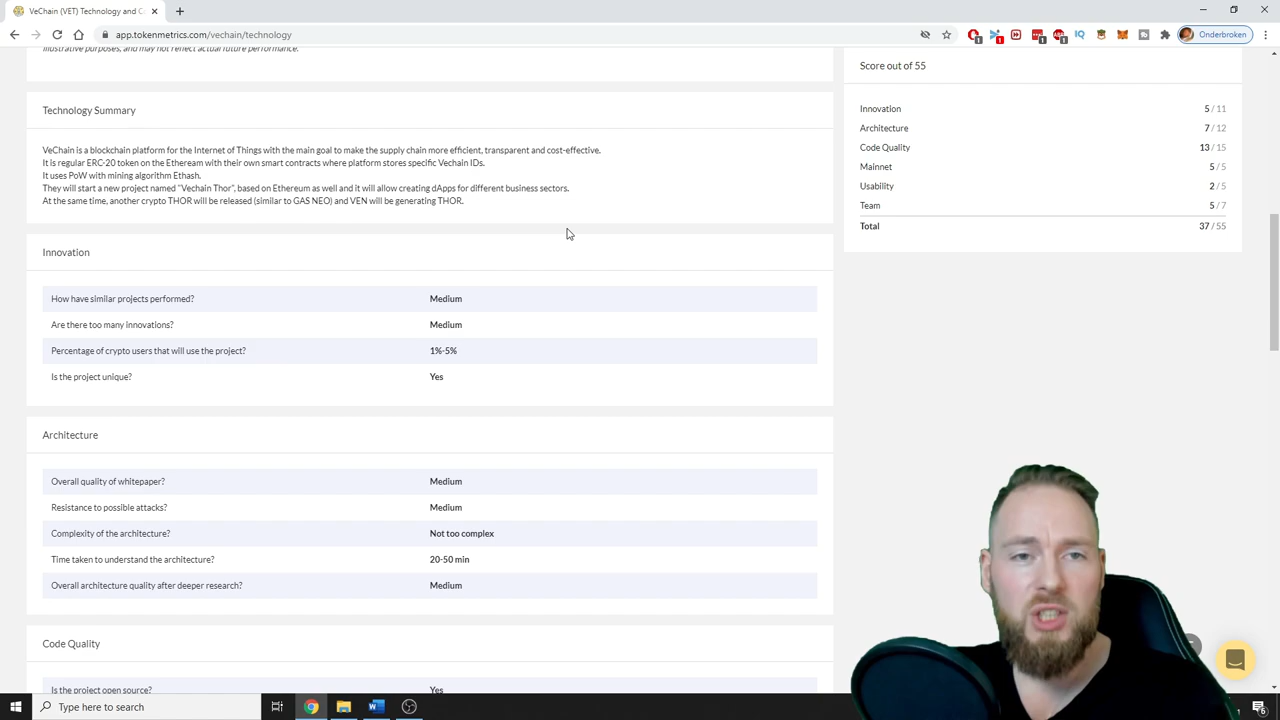 VeChain (VET) Technology and C
app.tokenmetrics.com/vechain/technology
Onderbroken
illustrative purposes, and may not reflect actual future performance.
Technology Summary
VeChain is a blockchain platform for the Internet of Things with the main goal to make the supply chain more efficient, transparent and cost-effective.
It is regular ERC-20 token on the Ethereum with their own smart contracts where platform stores specific Vechain IDs.
It uses PoW with mining algorithm Ethash.
They will start a new project named "Vechain Thor", based on Ethereum as well and it will allow creating dApps for different business sectors.
At the same time, another crypto THOR will be released (similar to GAS NEO) and VEN will be generating THOR.
Innovation
How have similar projects performed? Medium
Are there too many innovations? Medium
Percentage of crypto users that will use the project? 1%-5%
Is the project unique? Yes
Architecture
Overall quality of whitepaper? Medium
Resistance to possible attacks? Medium
Complexity of the architecture? Not too complex
Time taken to understand the architecture? 20-50 min
Overall architecture quality after deeper research? Medium
Code Quality
Is the project open source? Yes
Score out of 55
Innovation 5 / 11
Architecture 7 / 12
Code Quality 13 / 15
Mainnet 5 / 5
Usability 2 / 5
Team 5 / 7
Total 37 / 55
Type here to search